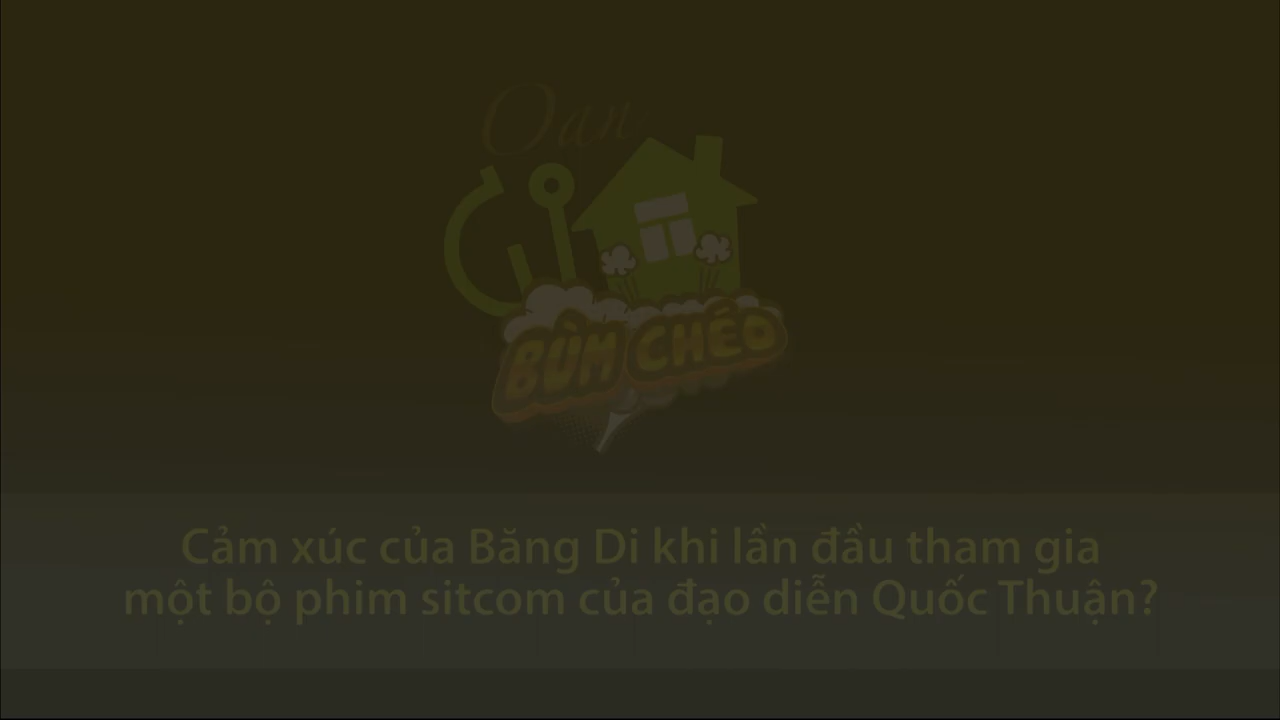 Oan
Gia
BÙM CHÉO
Cảm xúc của Băng Di khi lần đầu tham gia
một bộ phim sitcom của đạo diễn Quốc Thuận?